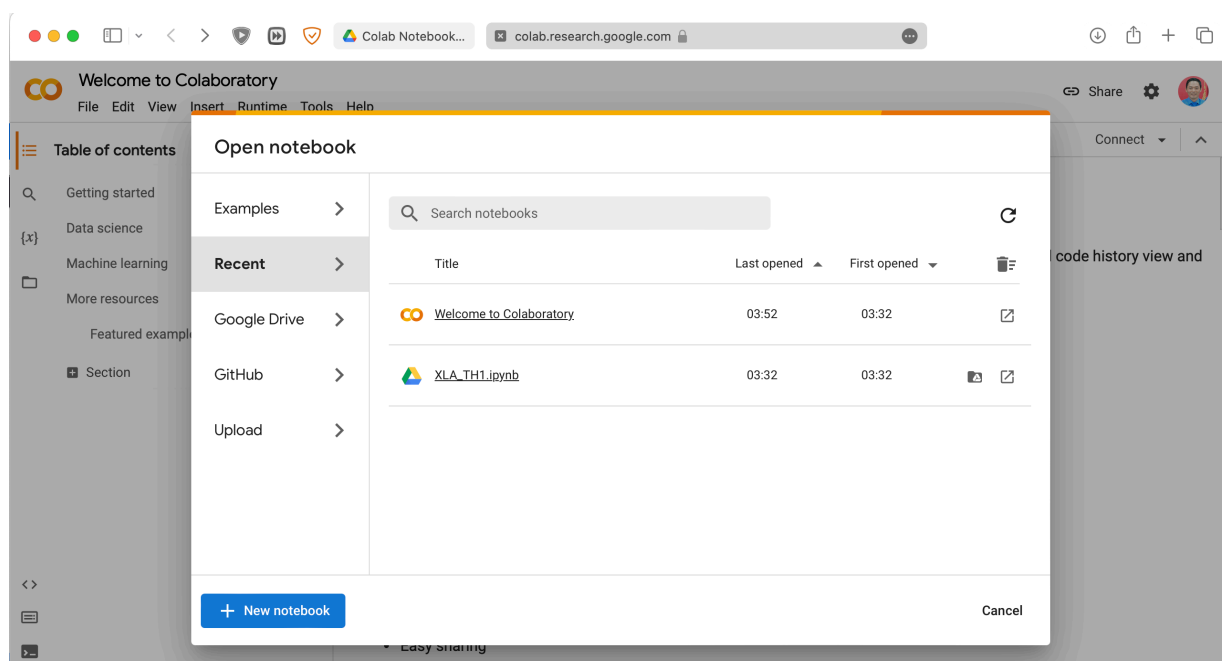 Colab Notebook... colab.research.google.com
Welcome to Colaboratory
File Edit View Insert Runtime Tools Help
Share
Connect
Table of contents
Getting started
Data science
Machine learning
More resources
Featured example
Section
code history view and
Open notebook
Examples
Recent
Google Drive
GitHub
Upload
Search notebooks
Title Last opened First opened
Welcome to Colaboratory 03:52 03:32
XLA_TH1.ipynb 03:32 03:32
+ New notebook
Cancel
Easy sharing